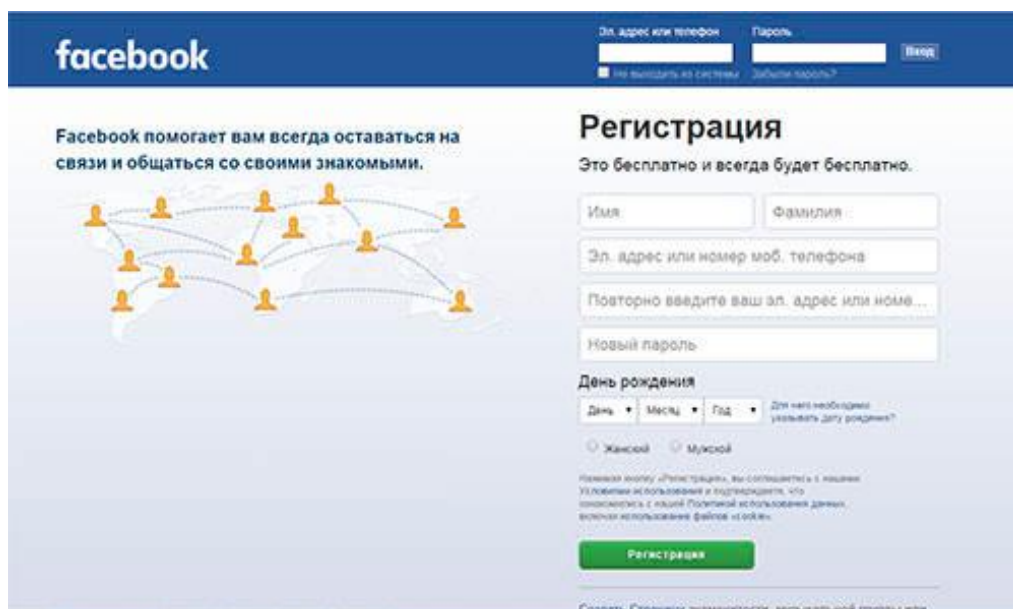 facebook
Эл. адрес или телефон
Пароль
Вход
Не выходить из системы
Забыли пароль?
Facebook помогает вам всегда оставаться на
связи и общаться со своими знакомыми.
Регистрация
Это бесплатно и всегда будет бесплатно.
Имя
Фамилия
Эл. адрес или номер моб. телефона
Повторно введите ваш эл. адрес или номе...
Новый пароль
День рождения
День
Месяц
Год
Для чего необходимо
указывать дату рождения?
Женский
Мужской
Нажимая кнопку «Регистрация», вы соглашаетесь с нашими
Условиями использования и подтверждаете, что
ознакомились с нашей Политикой использования данных,
включая использование файлов «cookie».
Регистрация